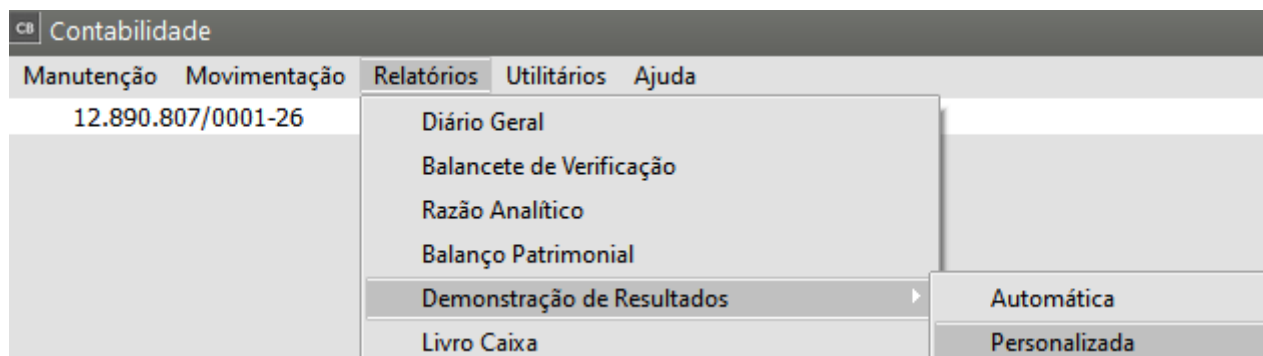 CB Contabilidade
Manutenção Movimentação Relatórios Utilitários Ajuda
12.890.807/0001-26
Diário Geral
Balancete de Verificação
Razão Analítico
Balanço Patrimonial
Demonstração de Resultados
Automática
Livro Caixa
Personalizada